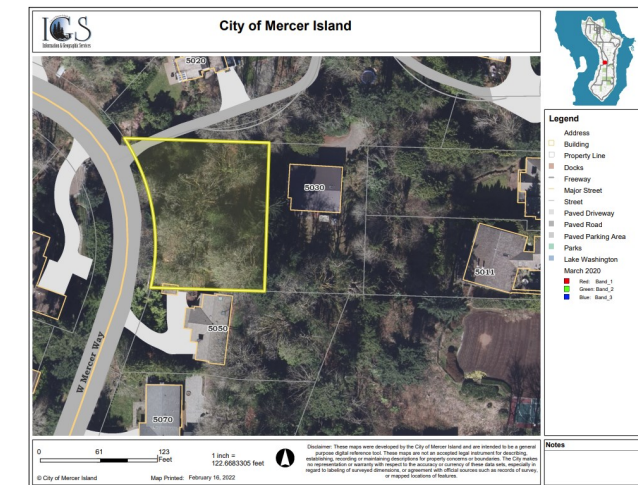 IGS
Information & Geographic Services
City of Mercer Island
5020
5030
5011
5050
5070
W Mercer Way
Legend
Address
Building
Property Line
Docks
Freeway
Major Street
Street
Paved Driveway
Paved Road
Paved Parking Area
Parks
Lake Washington
March 2020
Red: Band_1
Green: Band_2
Blue: Band_3
0 61 123
Feet
1 inch =
122.6683305 feet
© City of Mercer Island
Map Printed: February 16, 2022
Disclaimer: These maps were developed by the City of Mercer Island and are intended to be a general
purpose digital reference tool. These maps are not an accepted legal instrument for describing,
establishing, recording or maintaining descriptions for property concerns or boundaries. The City makes
no representation or warranty with respect to the accuracy or currency of these data sets, especially in
regard to labeling of surveyed dimensions, or agreement with official sources such as records of survey,
or mapped locations of features.
Notes